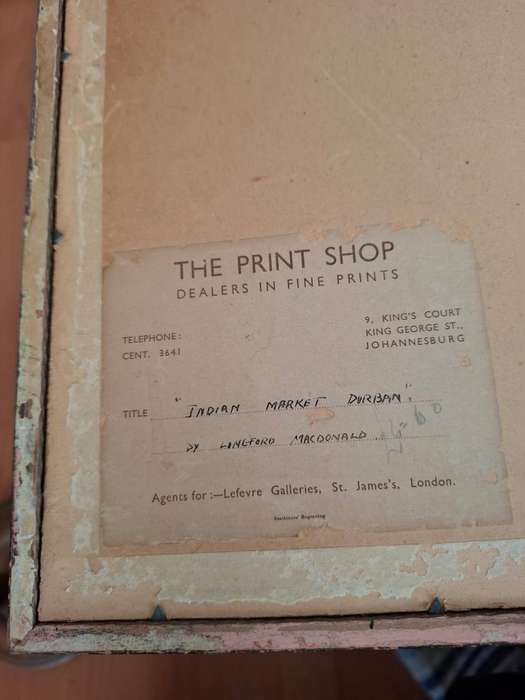 THE PRINT SHOP
DEALERS IN FINE PRINTS
TELEPHONE:
CENT. 3641
9, KING'S COURT
KING GEORGE ST.,
JOHANNESBURG
TITLE "INDIAN MARKET DURBAN".
BY LONGFORD MACDONALD.
Agents for :—Lefevre Galleries, St. James's, London.